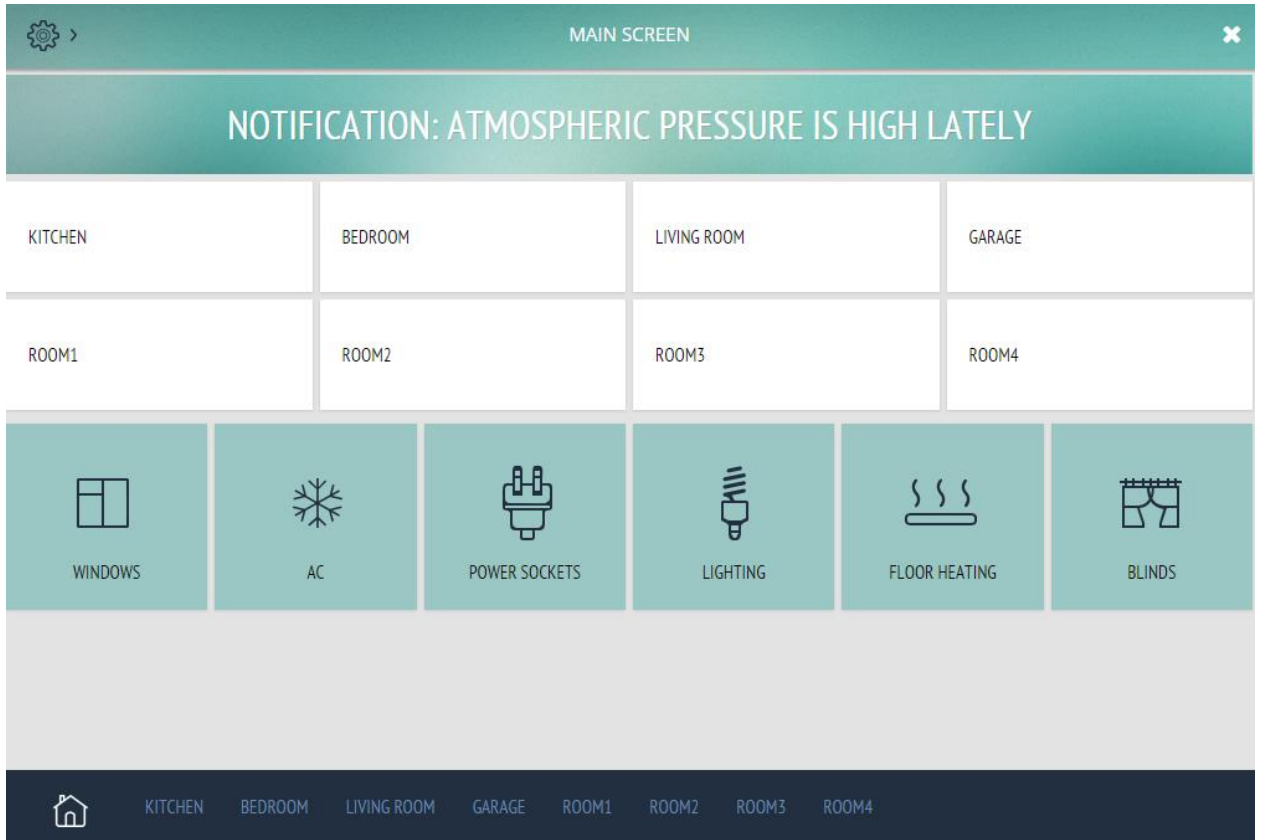 MAIN SCREEN
NOTIFICATION: ATMOSPHERIC PRESSURE IS HIGH LATELY
KITCHEN BEDROOM LIVING ROOM GARAGE
ROOM1 ROOM2 ROOM3 ROOM4
WINDOWS AC POWER SOCKETS LIGHTING FLOOR HEATING BLINDS
KITCHEN BEDROOM LIVING ROOM GARAGE ROOM1 ROOM2 ROOM3 ROOM4